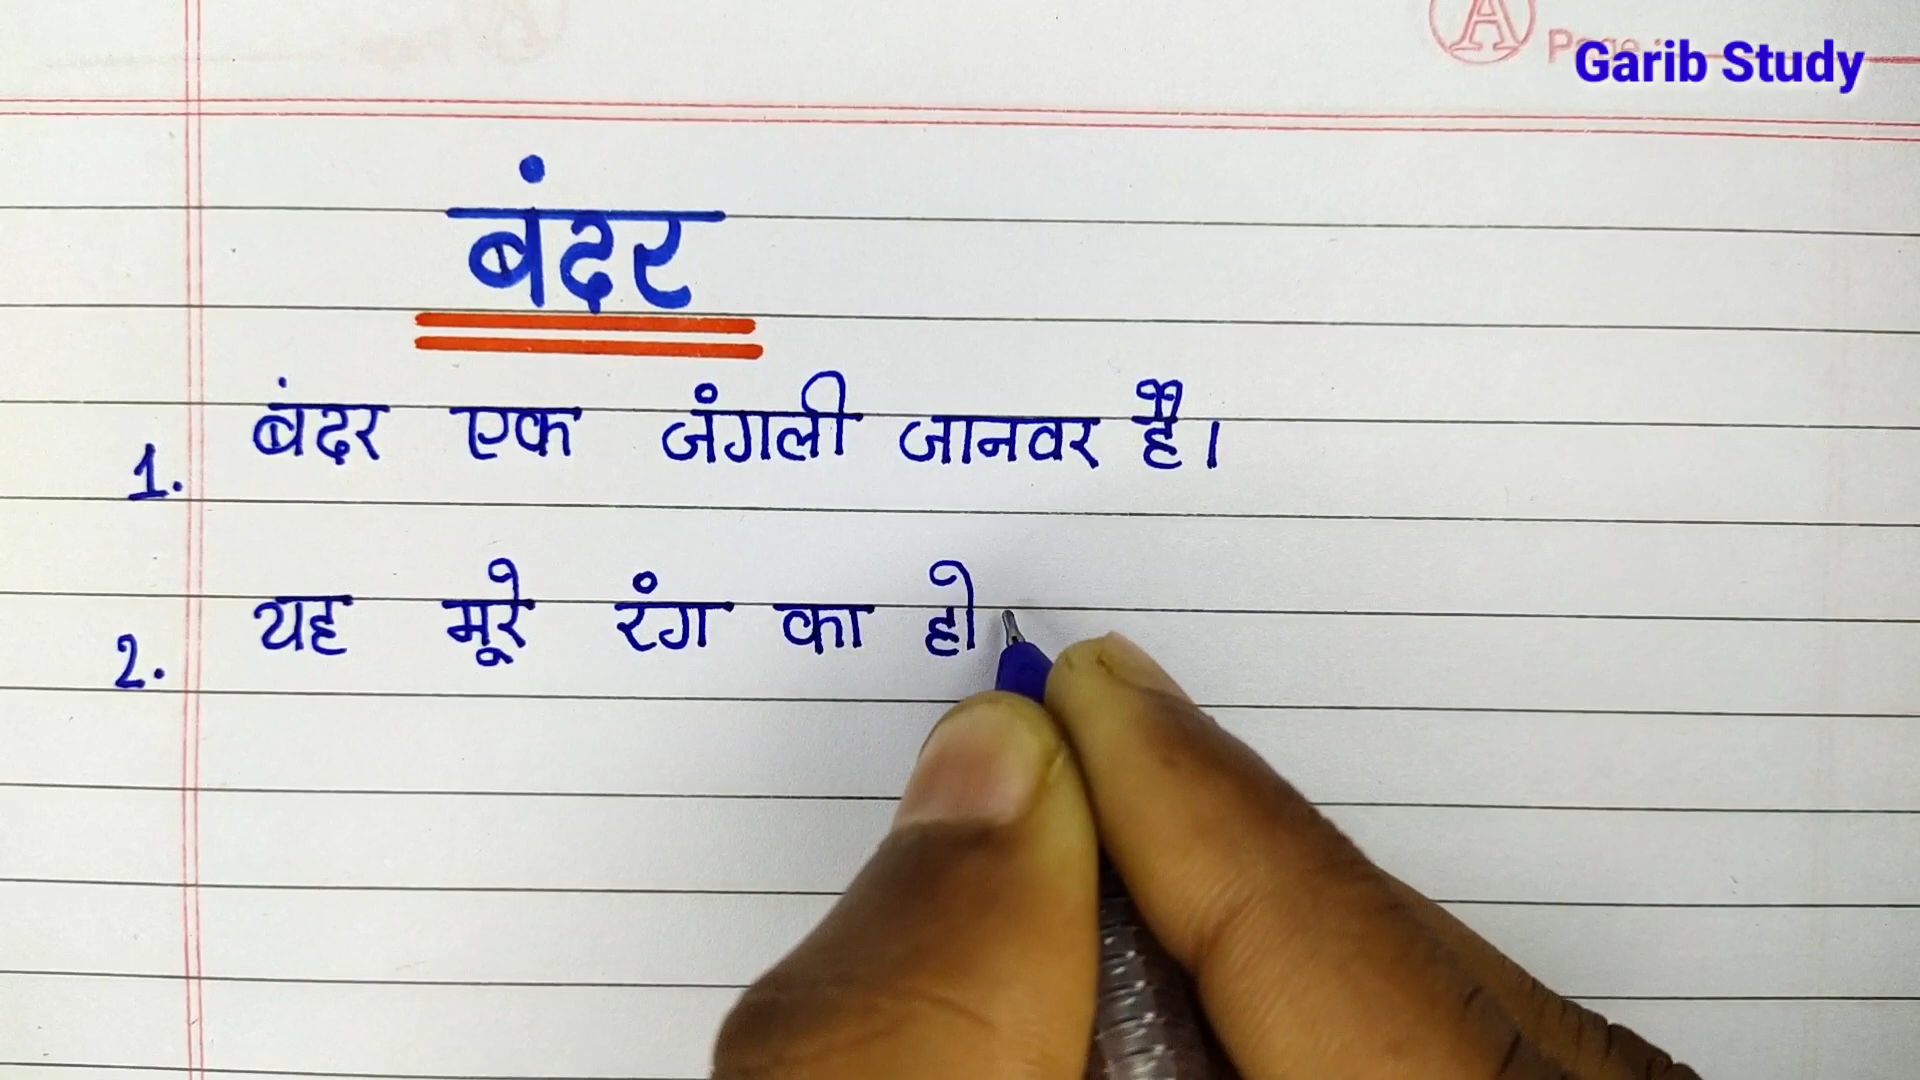 Garib Study
बंदर
1. बंदर एक जंगली जानवर है।
2. यह भूरे रंग का हो